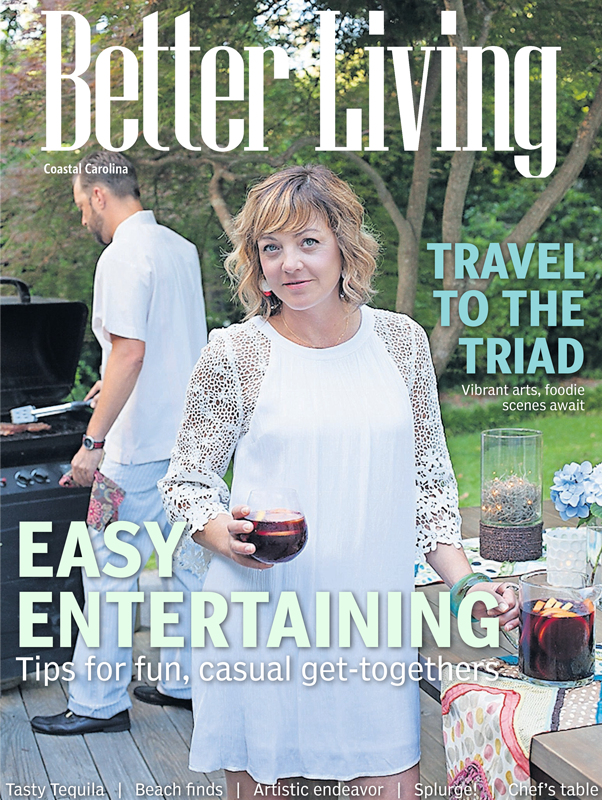 Better Living
Coastal Carolina
TRAVEL
TO THE
TRIAD
Vibrant arts, foodie
scenes await
EASY
ENTERTAINING
Tips for fun, casual get-togethers
Tasty Tequila | Beach finds | Artistic endeavor | Splurge! | Chef's table